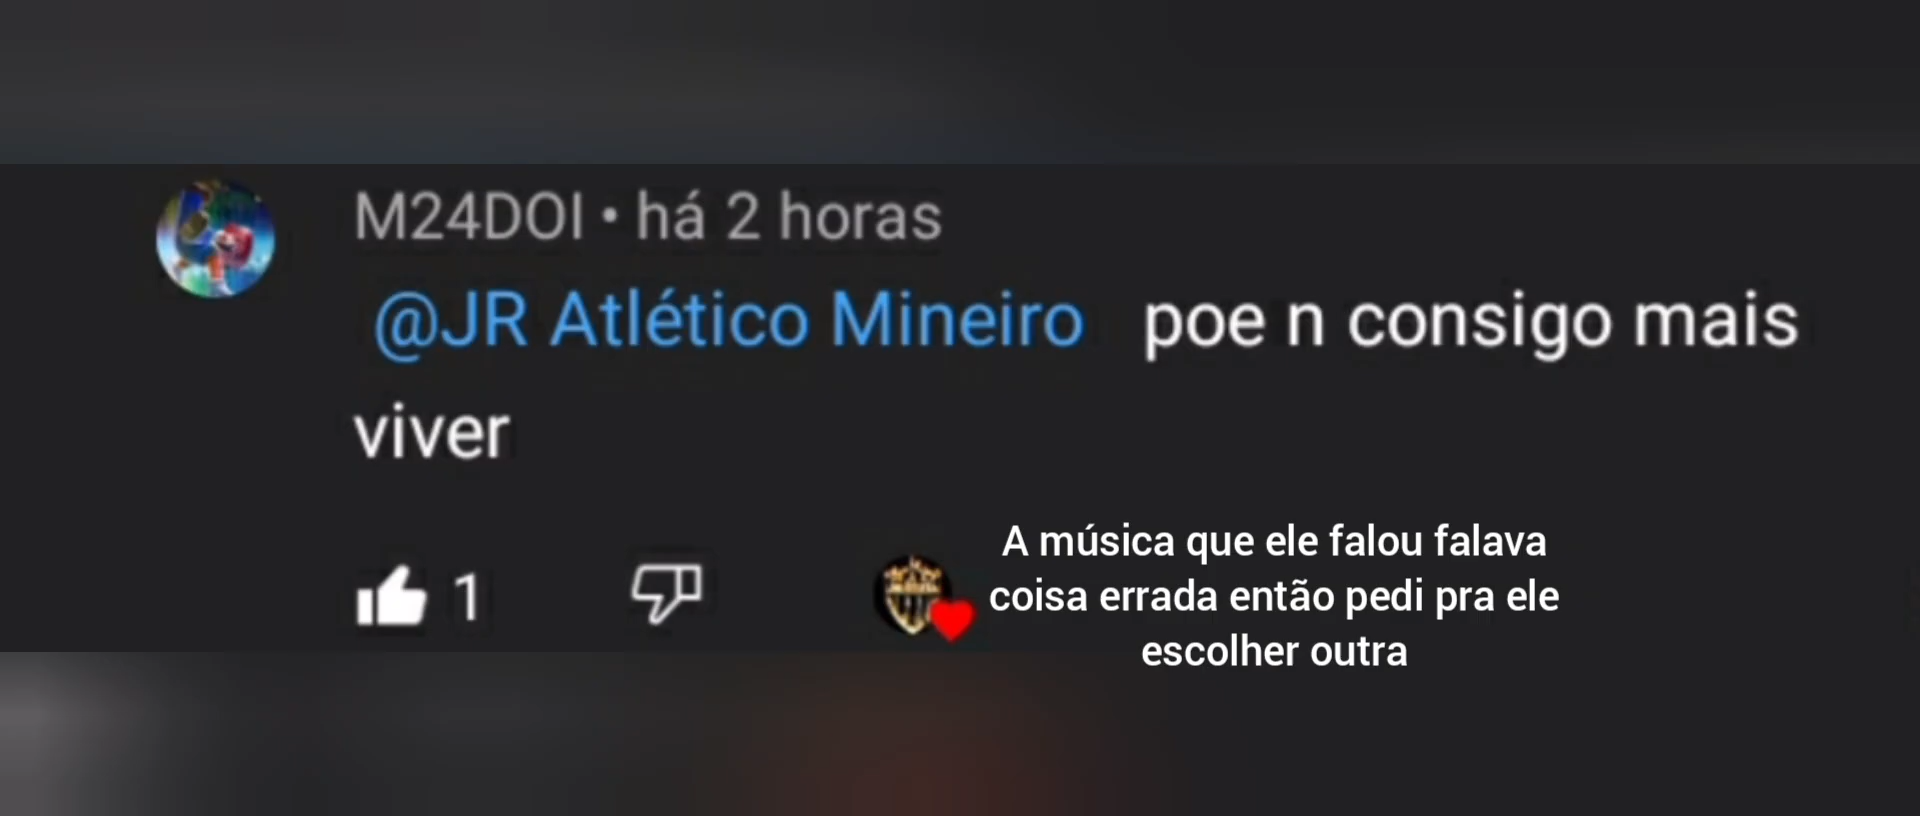 M24DOI • há 2 horas
@JR Atlético Mineiro poe n consigo mais
viver
1
A música que ele falou falava
coisa errada então pedi pra ele
escolher outra